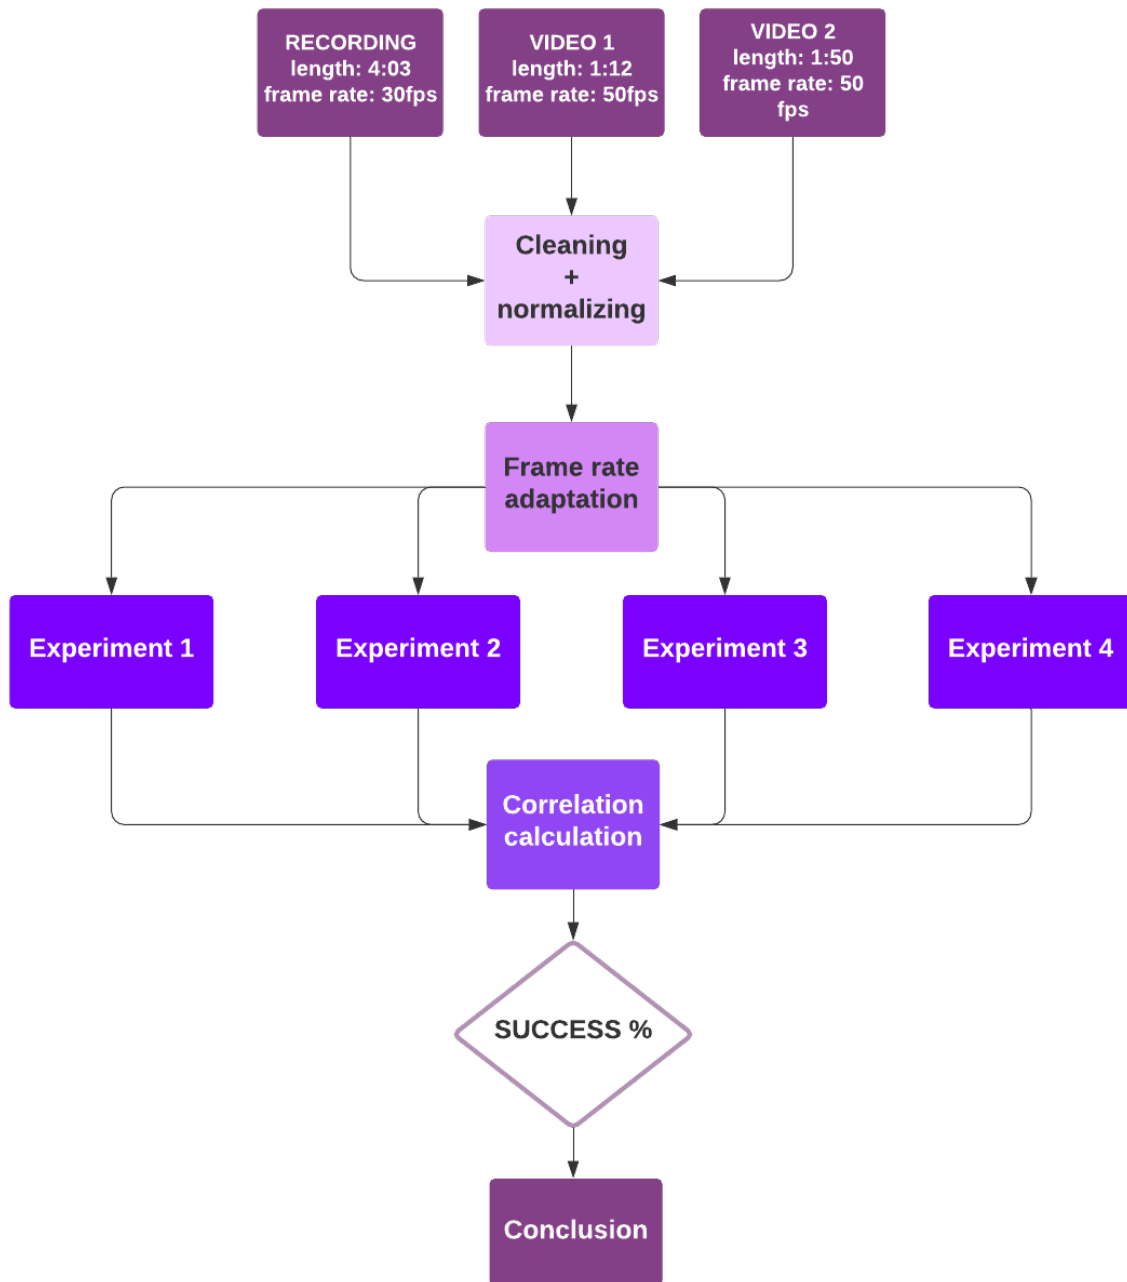 RECORDING
length: 4:03
frame rate: 30fps
VIDEO 1
length: 1:12
frame rate: 50fps
VIDEO 2
length: 1:50
frame rate: 50
fps
Cleaning
+
normalizing
Frame rate
adaptation
Experiment 1
Experiment 2
Experiment 3
Experiment 4
Correlation
calculation
SUCCESS %
Conclusion